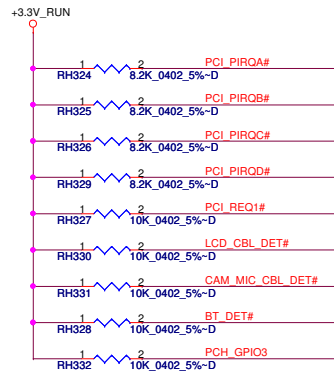 +3.3V_RUN
1 2 PCI_PIRQA#
RH324 8.2K_0402_5%~D
1 2 PCI_PIRQB#
RH325 8.2K_0402_5%~D
1 2 PCI_PIRQC#
RH326 8.2K_0402_5%~D
1 2 PCI_PIRQD#
RH329 8.2K_0402_5%~D
1 2 PCI_REQ1#
RH327 10K_0402_5%~D
1 2 LCD_CBL_DET#
RH330 10K_0402_5%~D
1 2 CAM_MIC_CBL_DET#
RH331 10K_0402_5%~D
1 2 BT_DET#
RH328 10K_0402_5%~D
1 2 PCH_GPIO3
RH332 10K_0402_5%~D